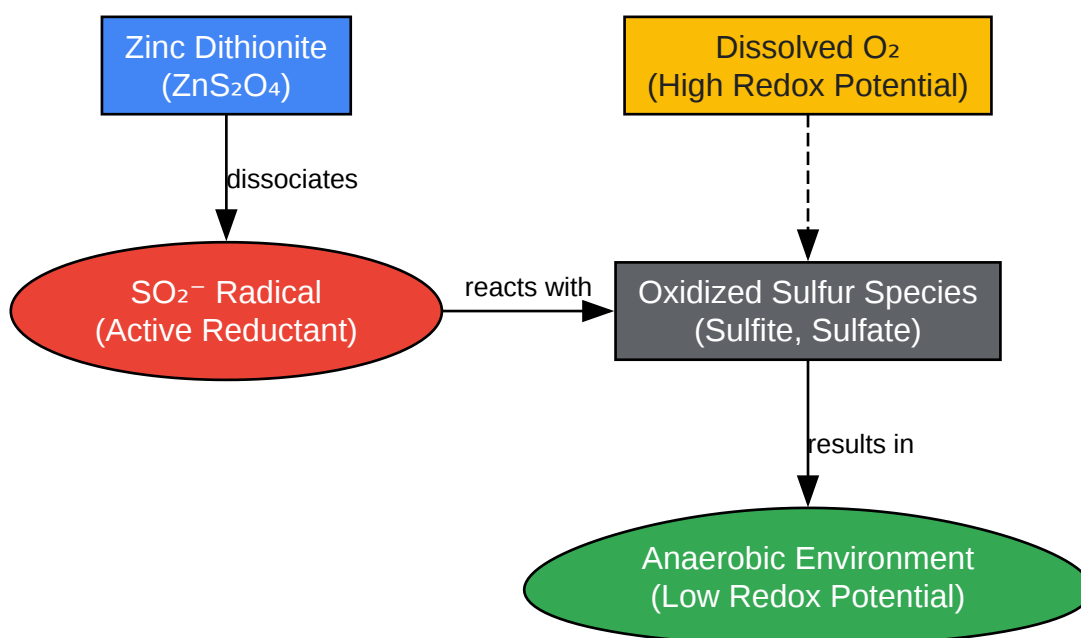 Zinc Dithionite
(ZnS₂O₄)
Dissolved O₂
(High Redox Potential)
dissociates
SO₂⁻ Radical
(Active Reductant)
reacts with
Oxidized Sulfur Species
(Sulfite, Sulfate)
results in
Anaerobic Environment
(Low Redox Potential)